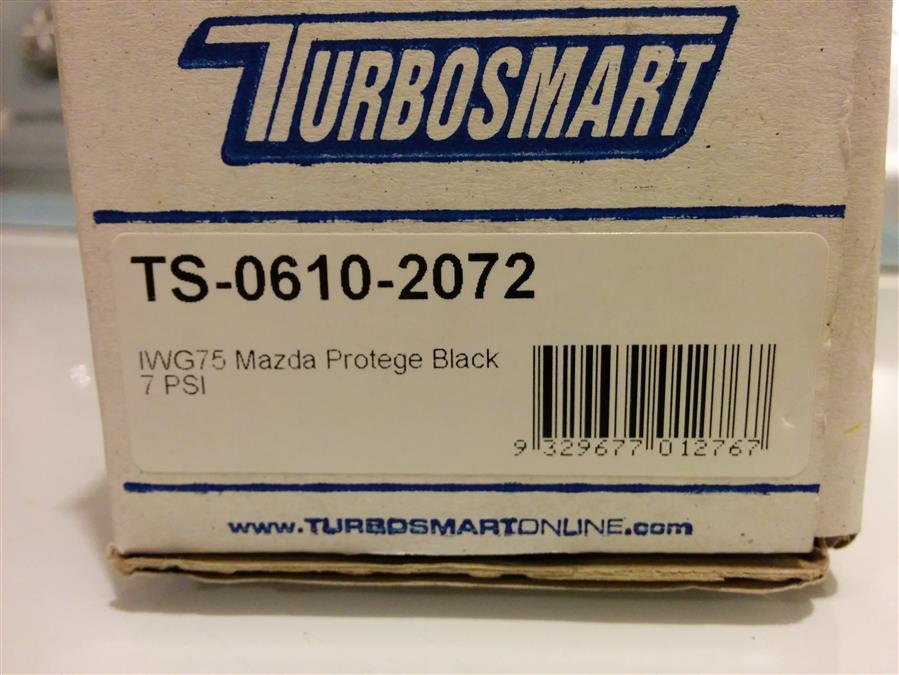 TURBOSMART
TS-0610-2072
IWG75 Mazda Protege Black
7 PSI
9 329677 012767
www.TURBOSMARTONLINE.com